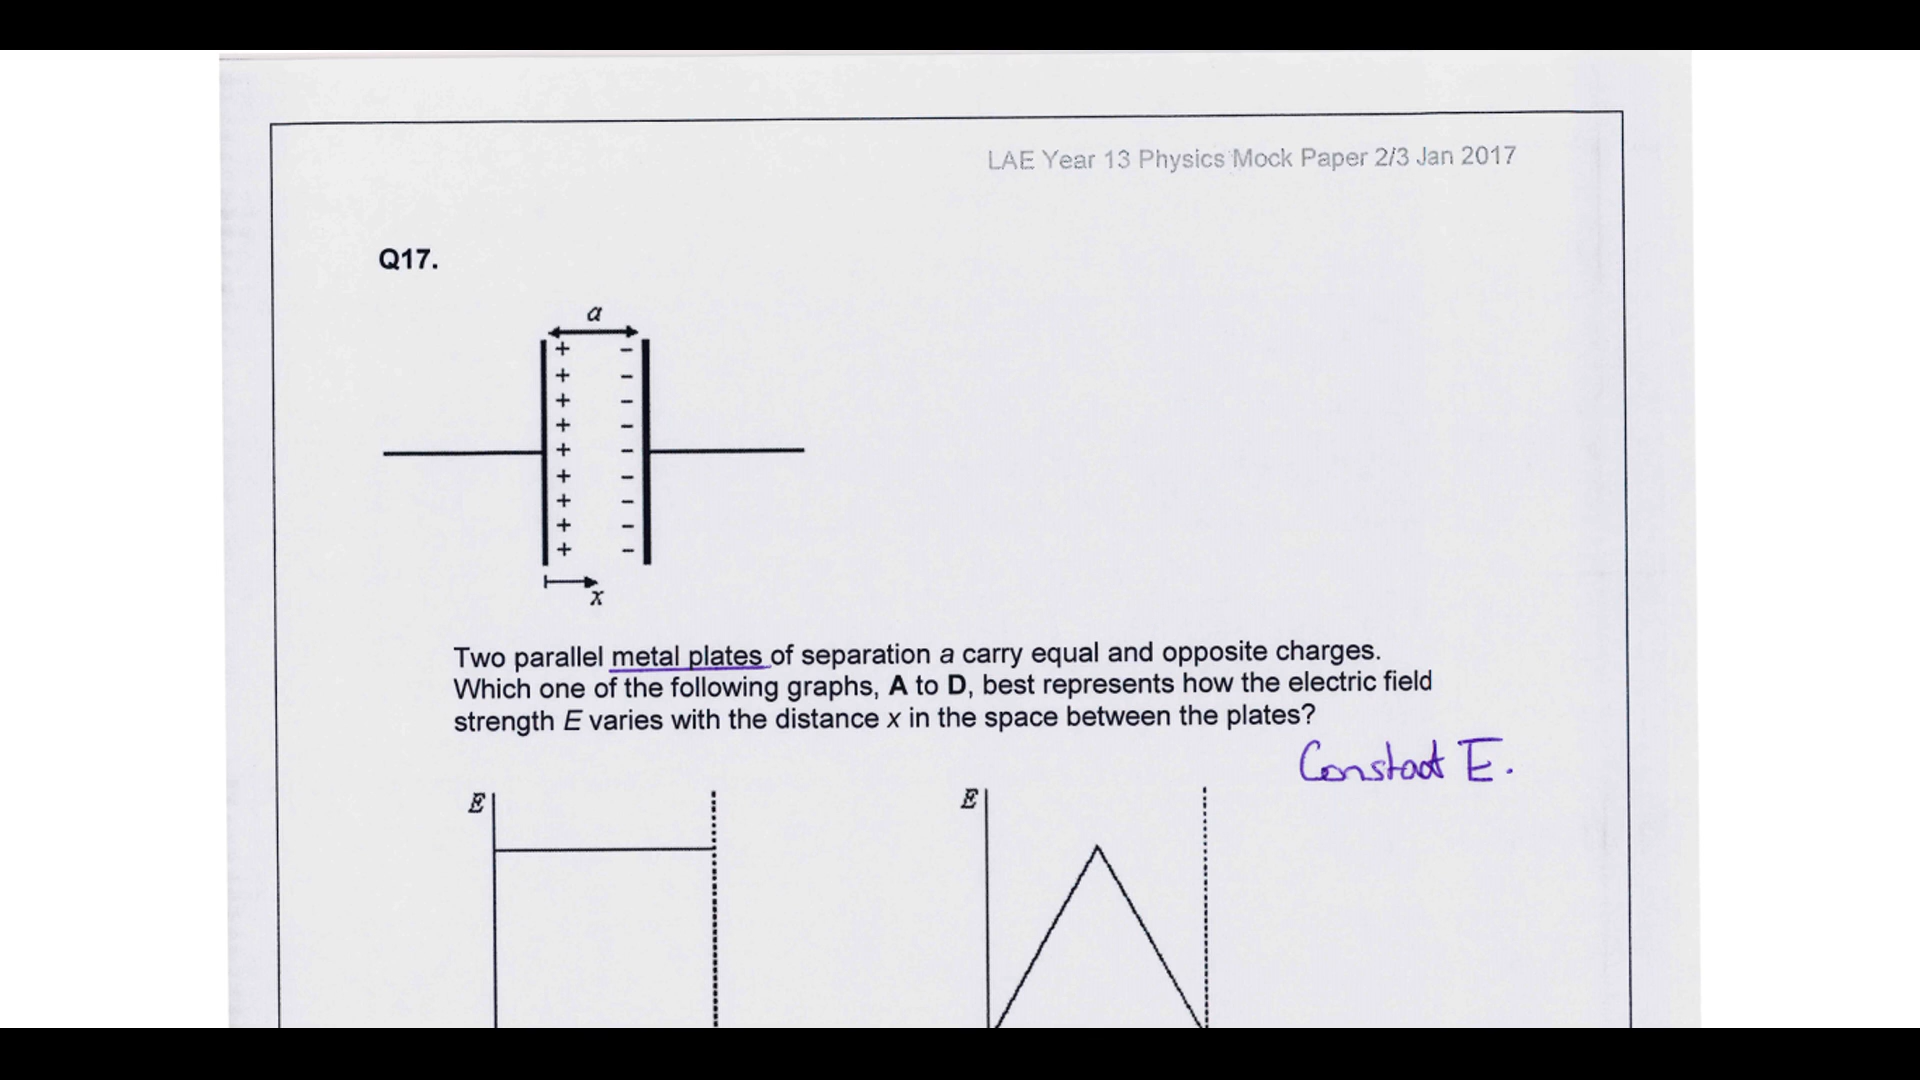 LAE Year 13 Physics Mock Paper 2/3 Jan 2017
Q17.
a
+ −
+ −
+ −
+ −
+ −
+ −
+ −
+ −
+ −
x
Two parallel metal plates of separation a carry equal and opposite charges.
Which one of the following graphs, A to D, best represents how the electric field
strength E varies with the distance x in the space between the plates?
Constant E.
E
E